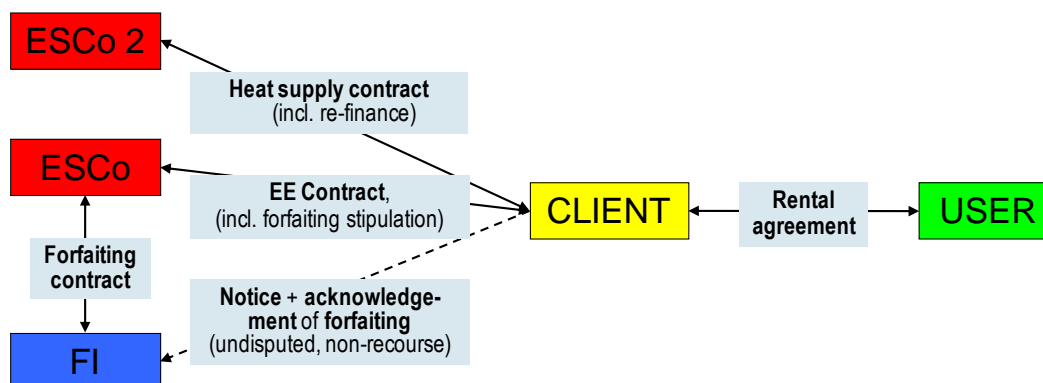 ESCo 2
Heat supply contract
(incl. re-finance)
ESCo
EE Contract,
(incl. forfaiting stipulation)
CLIENT
Rental
agreement
USER
Forfaiting
contract
Notice + acknowledge-
ment of forfaiting
(undisputed, non-recourse)
FI